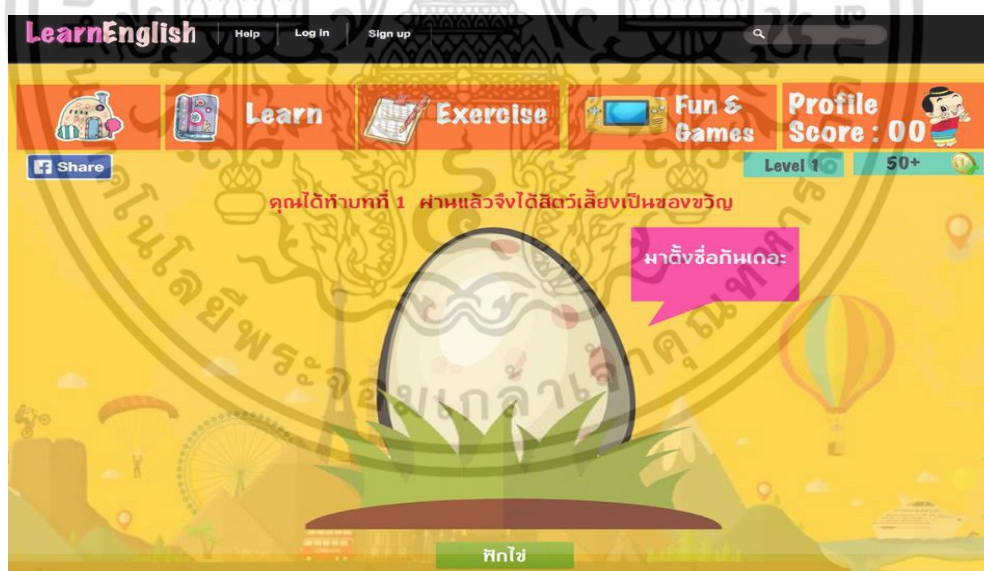 LearnEnglish Help Log in Sign up
Learn
Exercise
Fun &
Games
Profile
Score : 00
Share
Level 1
50+
คุณได้ทำบทที่ 1 ผ่านแล้วจึงได้สัตว์เลี้ยงเป็นของขวัญ
มาตั้งชื่อกันเถอะ
ฟักไข่